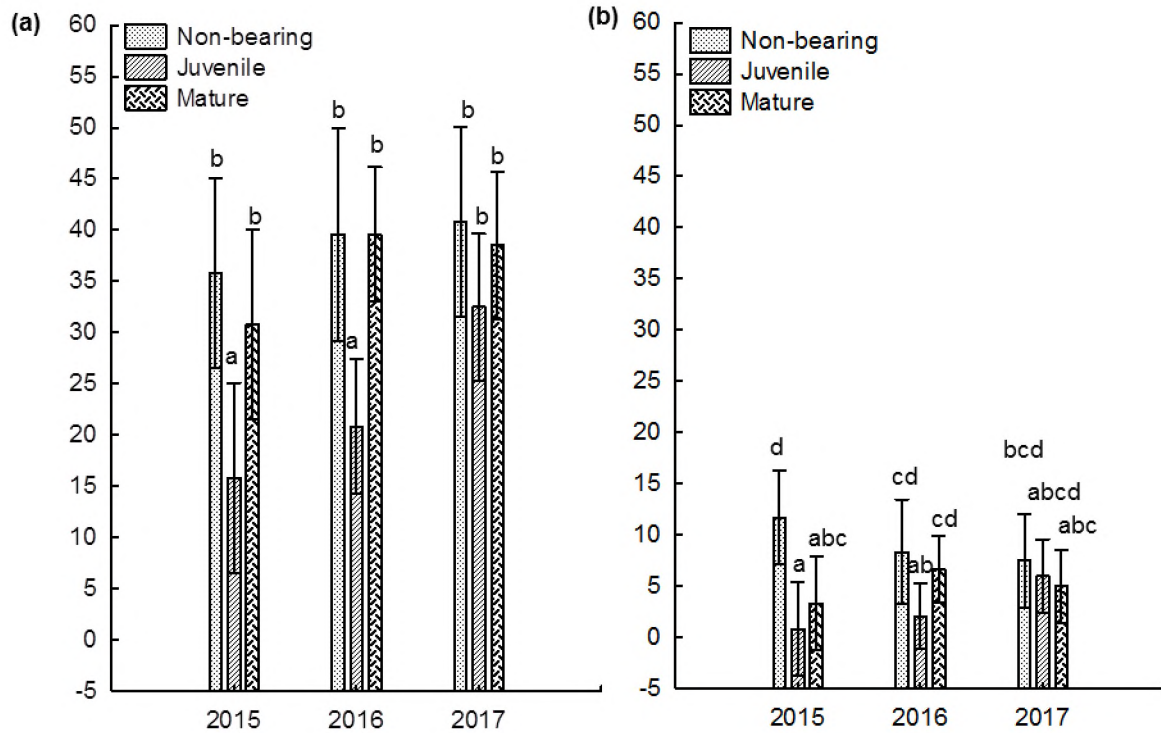 (a)
60
55
50
45
40
35
30
25
20
15
10
5
0
-5
Non-bearing
Juvenile
Mature
b
a
b
b
a
b
b
b
b
2015 2016 2017
(b)
60
55
50
45
40
35
30
25
20
15
10
5
0
-5
Non-bearing
Juvenile
Mature
d
a
abc
cd
ab
cd
bcd
abcd
abc
2015 2016 2017